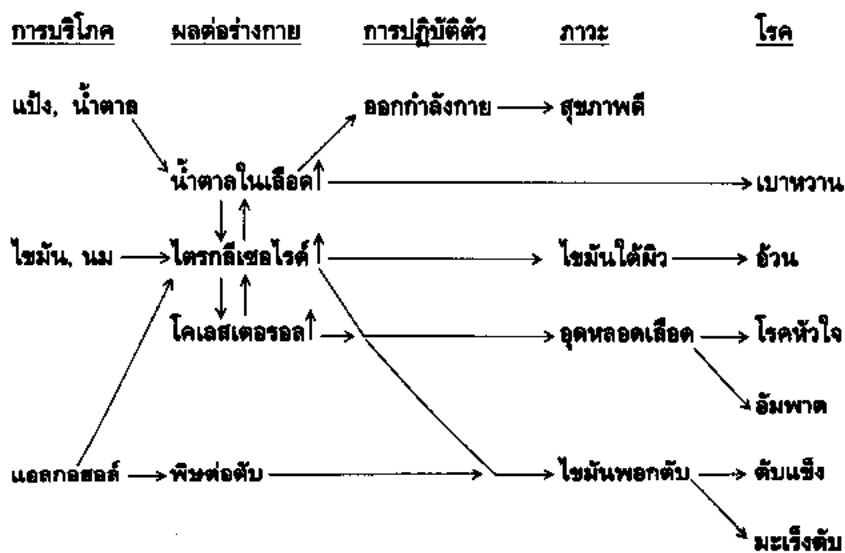 การบริโภค ผลต่อร่างกาย การปฏิบัติตัว ภาวะ โรค
แป้ง, น้ำตาล ออกกำลังกาย สุขภาพดี
น้ำตาลในเลือด เบาหวาน
ไขมัน, นม ไตรกลีเซอไรด์ ไขมันใต้ผิว อ้วน
โคเลสเตอรอล อุดหลอดเลือด โรคหัวใจ
อัมพาต
แอลกอฮอล์ พิษต่อตับ ไขมันพอกตับ ตับแข็ง
มะเร็งตับ